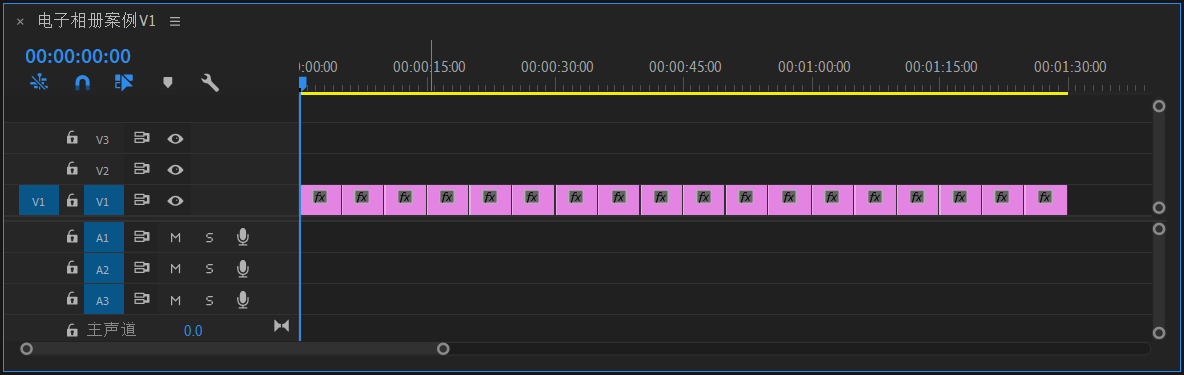 × 电子相册案例V1 ≡
00:00:00:00
:00:00 00:00:15:00 00:00:30:00 00:00:45:00 00:01:00:00 00:01:15:00 00:01:30:00
V3
V2
V1 V1 fx fx fx fx fx fx fx fx fx fx fx fx fx fx fx fx fx fx
A1 M S
A2 M S
A3 M S
主声道 0.0